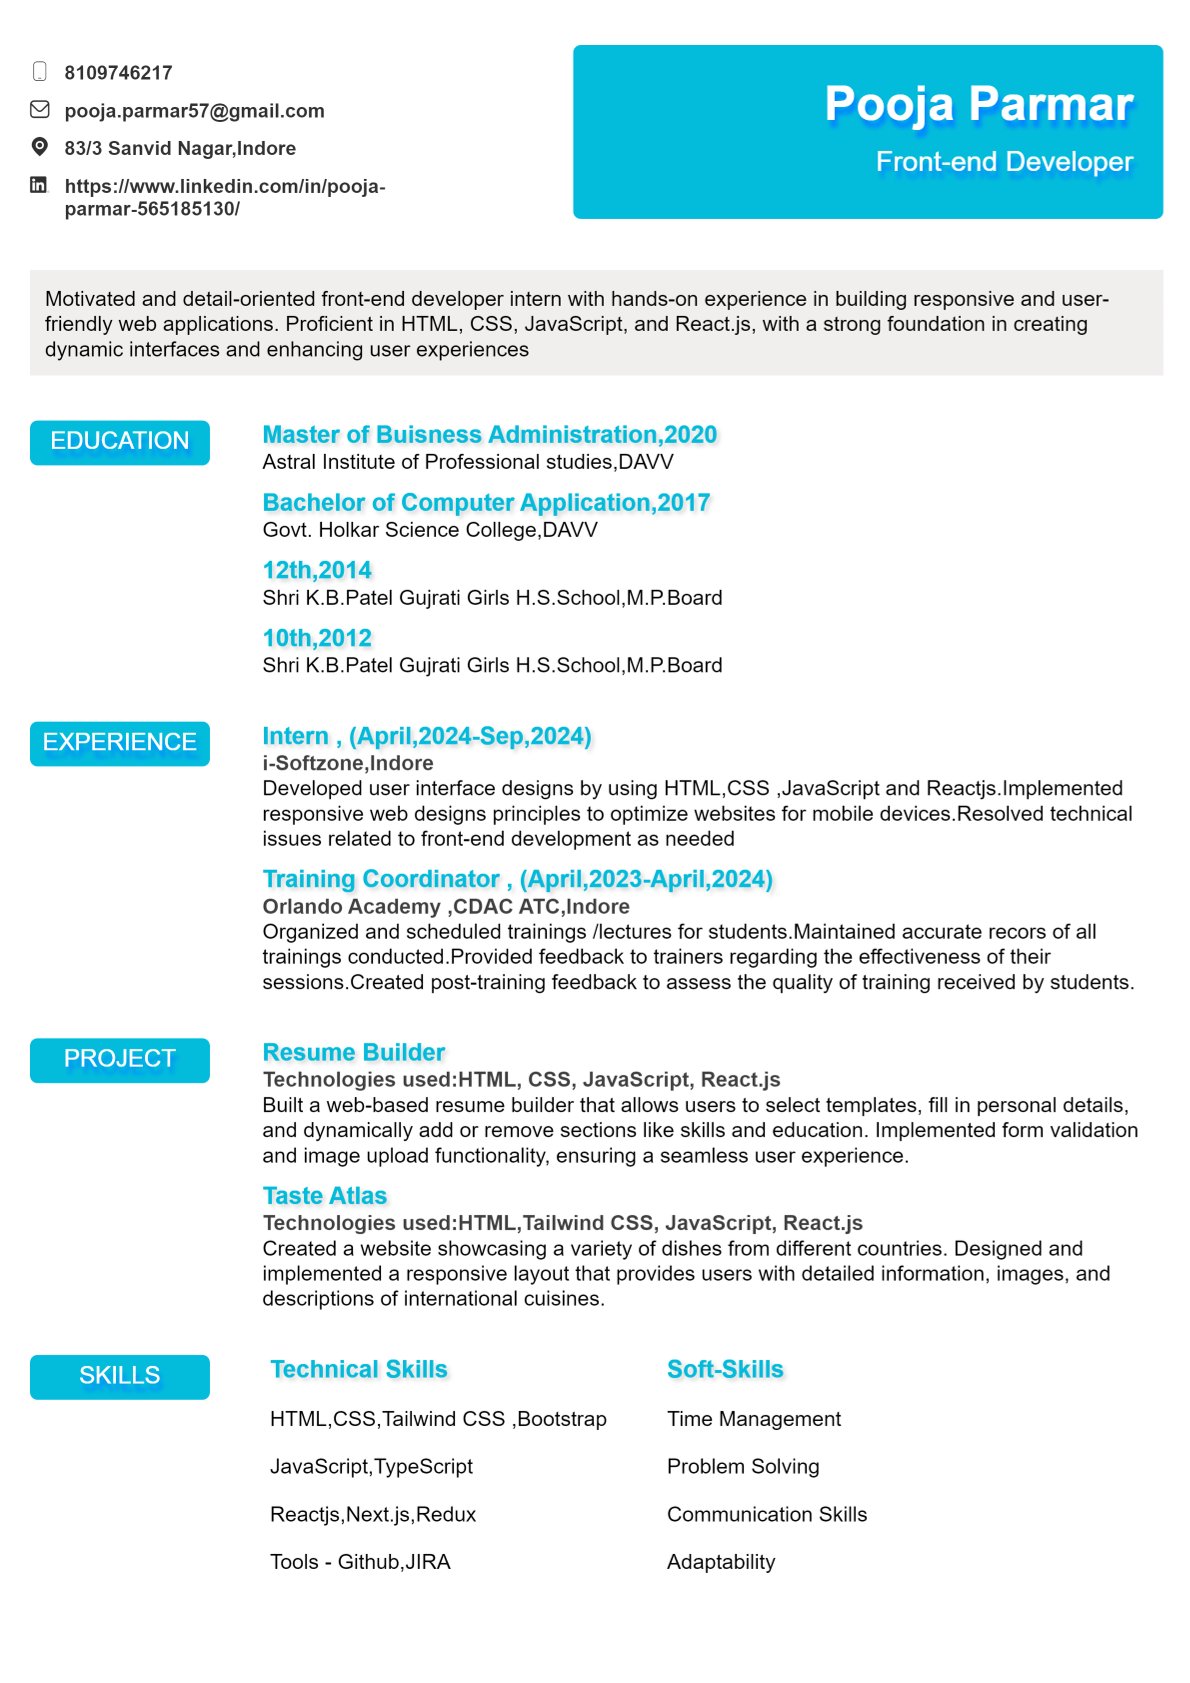 8109746217
pooja.parmar57@gmail.com
83/3 Sanvid Nagar,Indore
https://www.linkedin.com/in/pooja-
parmar-565185130/
Pooja Parmar
Front-end Developer
Motivated and detail-oriented front-end developer intern with hands-on experience in building responsive and user-
friendly web applications. Proficient in HTML, CSS, JavaScript, and React.js, with a strong foundation in creating
dynamic interfaces and enhancing user experiences
EDUCATION
Master of Buisness Administration,2020
Astral Institute of Professional studies,DAVV
Bachelor of Computer Application,2017
Govt. Holkar Science College,DAVV
12th,2014
Shri K.B.Patel Gujrati Girls H.S.School,M.P.Board
10th,2012
Shri K.B.Patel Gujrati Girls H.S.School,M.P.Board
EXPERIENCE
Intern , (April,2024-Sep,2024)
i-Softzone,Indore
Developed user interface designs by using HTML,CSS ,JavaScript and Reactjs.Implemented
responsive web designs principles to optimize websites for mobile devices.Resolved technical
issues related to front-end development as needed
Training Coordinator , (April,2023-April,2024)
Orlando Academy ,CDAC ATC,Indore
Organized and scheduled trainings /lectures for students.Maintained accurate recors of all
trainings conducted.Provided feedback to trainers regarding the effectiveness of their
sessions.Created post-training feedback to assess the quality of training received by students.
PROJECT
Resume Builder
Technologies used:HTML, CSS, JavaScript, React.js
Built a web-based resume builder that allows users to select templates, fill in personal details,
and dynamically add or remove sections like skills and education. Implemented form validation
and image upload functionality, ensuring a seamless user experience.
Taste Atlas
Technologies used:HTML,Tailwind CSS, JavaScript, React.js
Created a website showcasing a variety of dishes from different countries. Designed and
implemented a responsive layout that provides users with detailed information, images, and
descriptions of international cuisines.
SKILLS
Technical Skills
HTML,CSS,Tailwind CSS ,Bootstrap
JavaScript,TypeScript
Reactjs,Next.js,Redux
Tools - Github,JIRA
Soft-Skills
Time Management
Problem Solving
Communication Skills
Adaptability